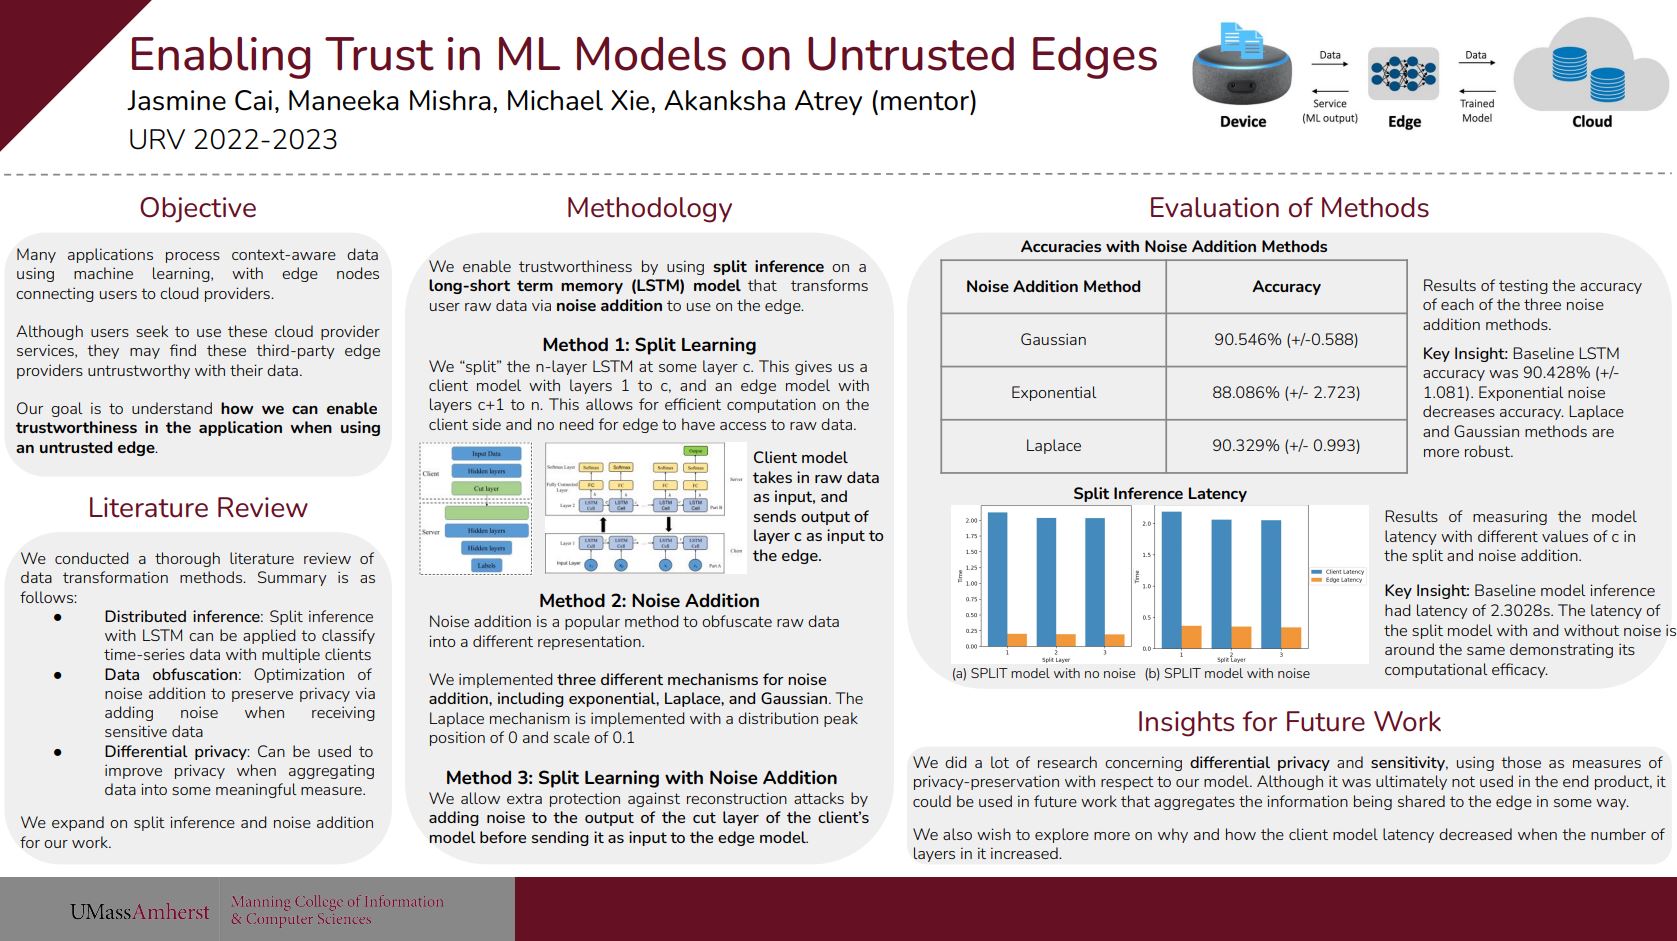 Enabling Trust in ML Models on Untrusted Edges
Jasmine Cai, Maneeka Mishra, Michael Xie, Akanksha Atrey (mentor)
URV 2022-2023
Data
Service
(ML output)
Data
Trained
Model
Device
Edge
Cloud
Objective
Many applications process context-aware data
using machine learning, with edge nodes
connecting users to cloud providers.
Although users seek to use these cloud provider
services, they may find these third-party edge
providers untrustworthy with their data.
Our goal is to understand how we can enable
trustworthiness in the application when using
an untrusted edge.
Literature Review
We conducted a thorough literature review of
data transformation methods. Summary is as
follows:
● Distributed inference: Split inference
with LSTM can be applied to classify
time-series data with multiple clients
● Data obfuscation: Optimization of
noise addition to preserve privacy via
adding noise when receiving
sensitive data
● Differential privacy: Can be used to
improve privacy when aggregating
data into some meaningful measure.
We expand on split inference and noise addition
for our work.
Methodology
We enable trustworthiness by using split inference on a
long-short term memory (LSTM) model that transforms
user raw data via noise addition to use on the edge.
Method 1: Split Learning
We “split” the n-layer LSTM at some layer c. This gives us a
client model with layers 1 to c, and an edge model with
layers c+1 to n. This allows for efficient computation on the
client side and no need for edge to have access to raw data.
Client
Input Data
Hidden layers
Cut layer
Server
Hidden layers
Hidden layers
Labels
Output
Softmax Layer
Softmax
Softmax
Softmax
Softmax
Fully Connected
Layer
FC
FC
FC
FC
Server
Layer 2
LSTM
Cell
LSTM
Cell
LSTM
Cell
LSTM
Cell
Part B
Layer 1
LSTM
Cell
LSTM
Cell
LSTM
Cell
LSTM
Cell
Client
Input Layer
Part A
Client model
takes in raw data
as input, and
sends output of
layer c as input to
the edge.
Method 2: Noise Addition
Noise addition is a popular method to obfuscate raw data
into a different representation.
We implemented three different mechanisms for noise
addition, including exponential, Laplace, and Gaussian. The
Laplace mechanism is implemented with a distribution peak
position of 0 and scale of 0.1
Method 3: Split Learning with Noise Addition
We allow extra protection against reconstruction attacks by
adding noise to the output of the cut layer of the client’s
model before sending it as input to the edge model.
Evaluation of Methods
Accuracies with Noise Addition Methods
Noise Addition Method Accuracy
Gaussian 90.546% (+/-0.588)
Exponential 88.086% (+/- 2.723)
Laplace 90.329% (+/- 0.993)
Results of testing the accuracy
of each of the three noise
addition methods.
Key Insight: Baseline LSTM
accuracy was 90.428% (+/-
1.081). Exponential noise
decreases accuracy. Laplace
and Gaussian methods are
more robust.
Split Inference Latency
Time
2.00
1.75
1.50
1.25
1.00
0.75
0.50
0.25
0.00
1 2 3
Split Layer
Time
2.0
1.5
1.0
0.5
0.0
1 2 3
Split Layer
Client Latency
Edge Latency
(a) SPLIT model with no noise
(b) SPLIT model with noise
Results of measuring the model
latency with different values of c in
the split and noise addition.
Key Insight: Baseline model inference
had latency of 2.3028s. The latency of
the split model with and without noise is
around the same demonstrating its
computational efficacy.
Insights for Future Work
We did a lot of research concerning differential privacy and sensitivity, using those as measures of
privacy-preservation with respect to our model. Although it was ultimately not used in the end product, it
could be used in future work that aggregates the information being shared to the edge in some way.
We also wish to explore more on why and how the client model latency decreased when the number of
layers in it increased.
UMassAmherst
Manning College of Information
& Computer Sciences